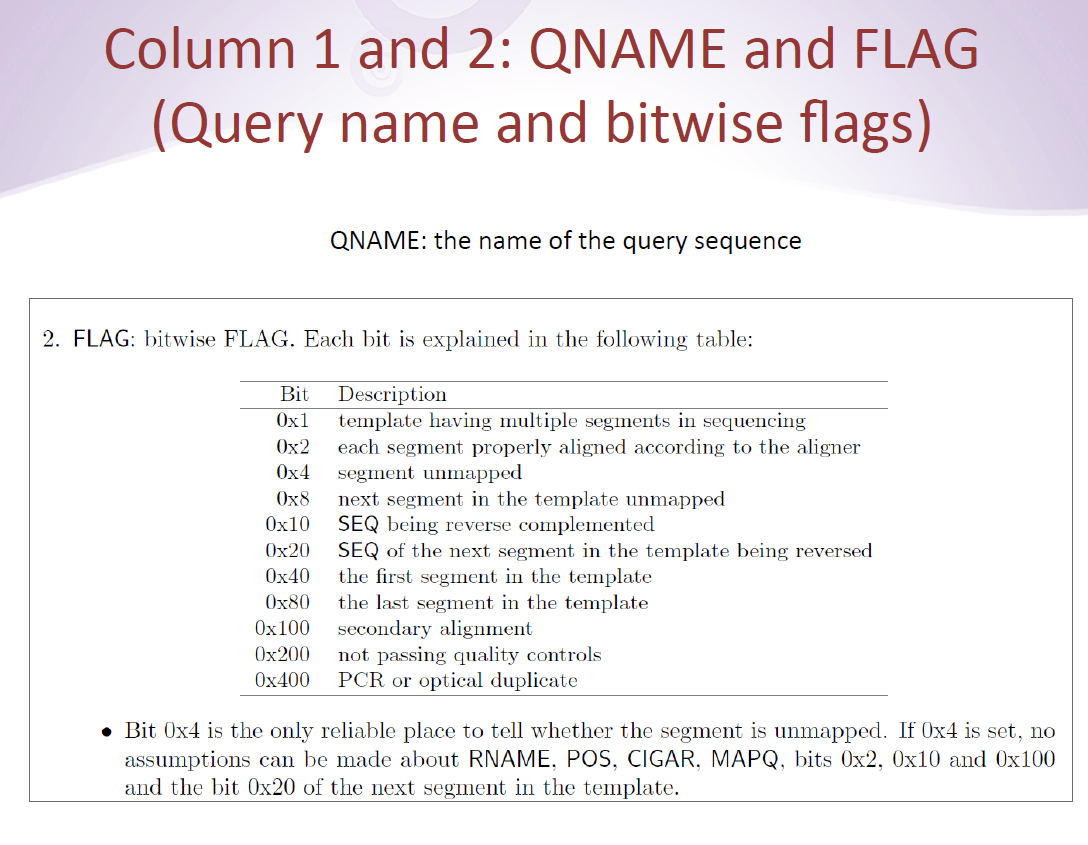 Column 1 and 2: QNAME and FLAG
(Query name and bitwise flags)
QNAME: the name of the query sequence
2. FLAG: bitwise FLAG. Each bit is explained in the following table:
Bit Description
0x1 template having multiple segments in sequencing
0x2 each segment properly aligned according to the aligner
0x4 segment unmapped
0x8 next segment in the template unmapped
0x10 SEQ being reverse complemented
0x20 SEQ of the next segment in the template being reversed
0x40 the first segment in the template
0x80 the last segment in the template
0x100 secondary alignment
0x200 not passing quality controls
0x400 PCR or optical duplicate
• Bit 0x4 is the only reliable place to tell whether the segment is unmapped. If 0x4 is set, no
assumptions can be made about RNAME, POS, CIGAR, MAPQ, bits 0x2, 0x10 and 0x100
and the bit 0x20 of the next segment in the template.